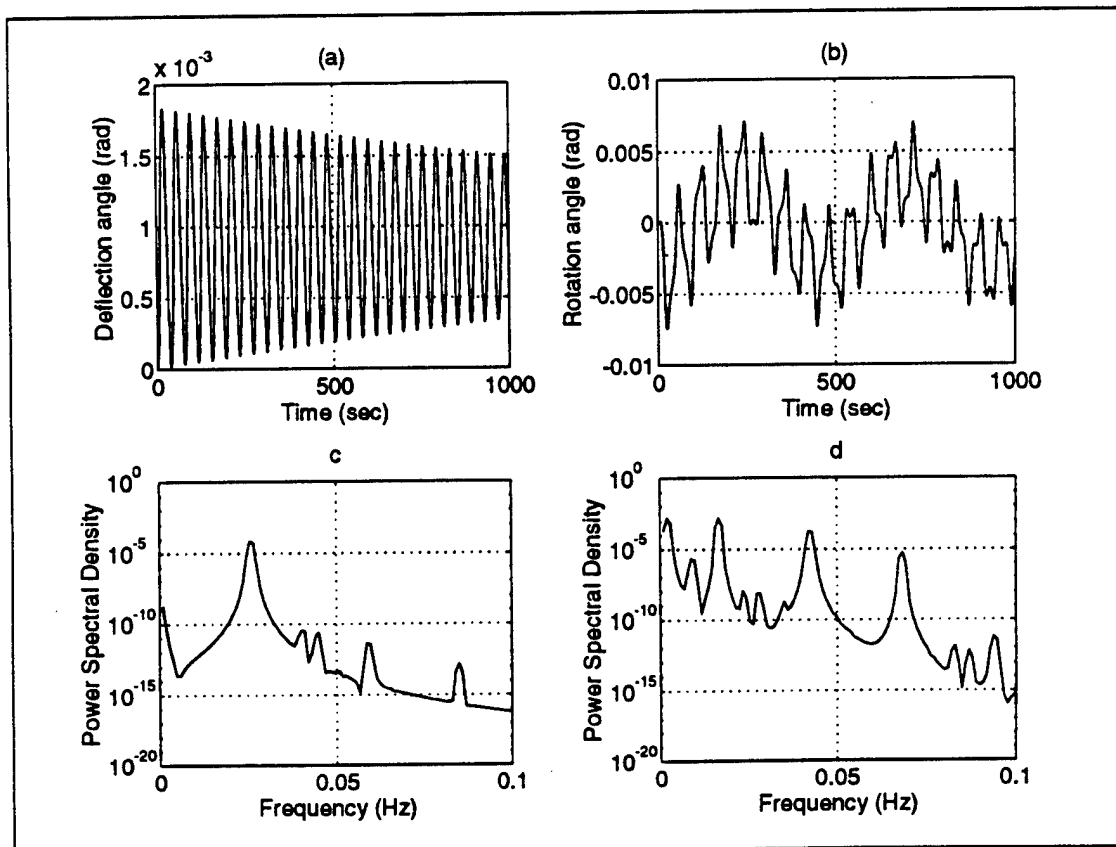 (a)
x 10-3
2
1.5
1
0.5
0
0
500
1000
Deflection angle (rad)
Time (sec)
(b)
0.01
0.005
0
-0.005
-0.01
0
500
1000
Rotation angle (rad)
Time (sec)
c
10^0
10^-5
10^-10
10^-15
10^-20
0
0.05
0.1
Power Spectral Density
Frequency (Hz)
d
10^0
10^-5
10^-10
10^-15
10^-20
0
0.05
0.1
Power Spectral Density
Frequency (Hz)